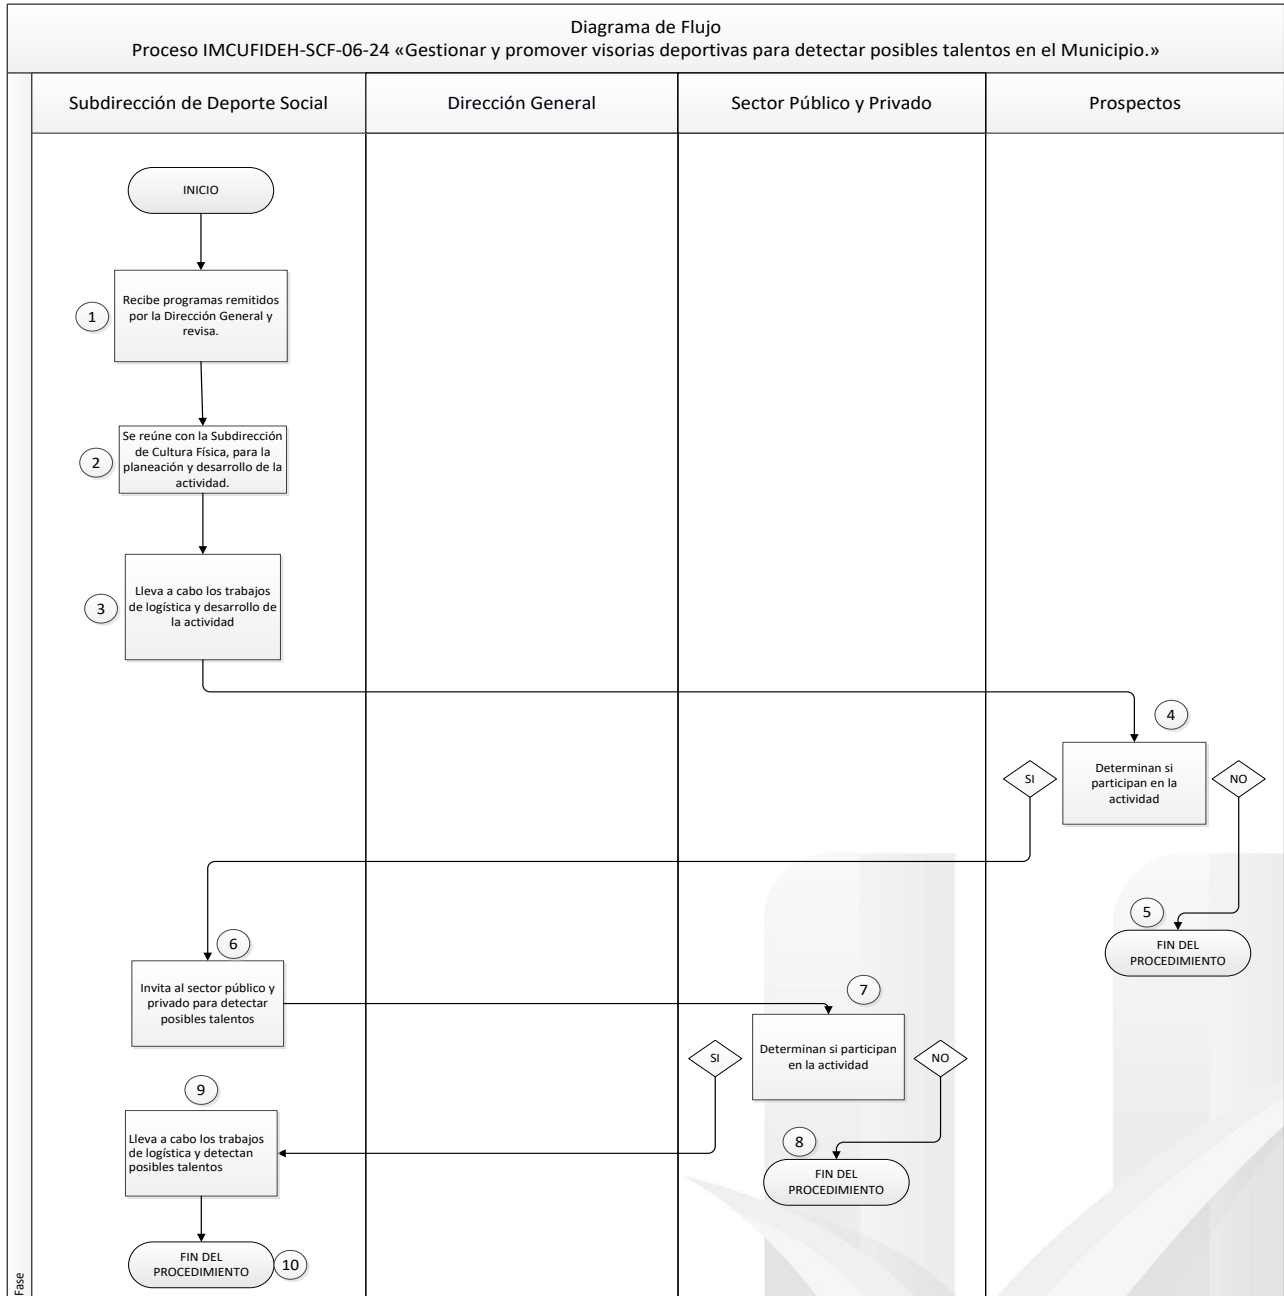 Diagrama de Flujo
Proceso IMCUFIDEH-SCF-06-24 «Gestionar y promover visorias deportivas para detectar posibles talentos en el Municipio.»
Subdirección de Deporte Social
Dirección General
Sector Público y Privado
Prospectos
INICIO
1
Recibe programas remitidos
por la Dirección General y
revisa.
2
Se reúne con la Subdirección
de Cultura Física, para la
planeación y desarrollo de la
actividad.
3
Lleva a cabo los trabajos
de logística y desarrollo de
la actividad
4
SI
Determinan si
participan en la
actividad
NO
5
FIN DEL
PROCEDIMIENTO
6
Invita al sector público y
privado para detectar
posibles talentos
7
SI
Determinan si participan
en la actividad
NO
8
FIN DEL
PROCEDIMIENTO
9
Lleva a cabo los trabajos
de logística y detectan
posibles talentos
FIN DEL
PROCEDIMIENTO
10
Fase